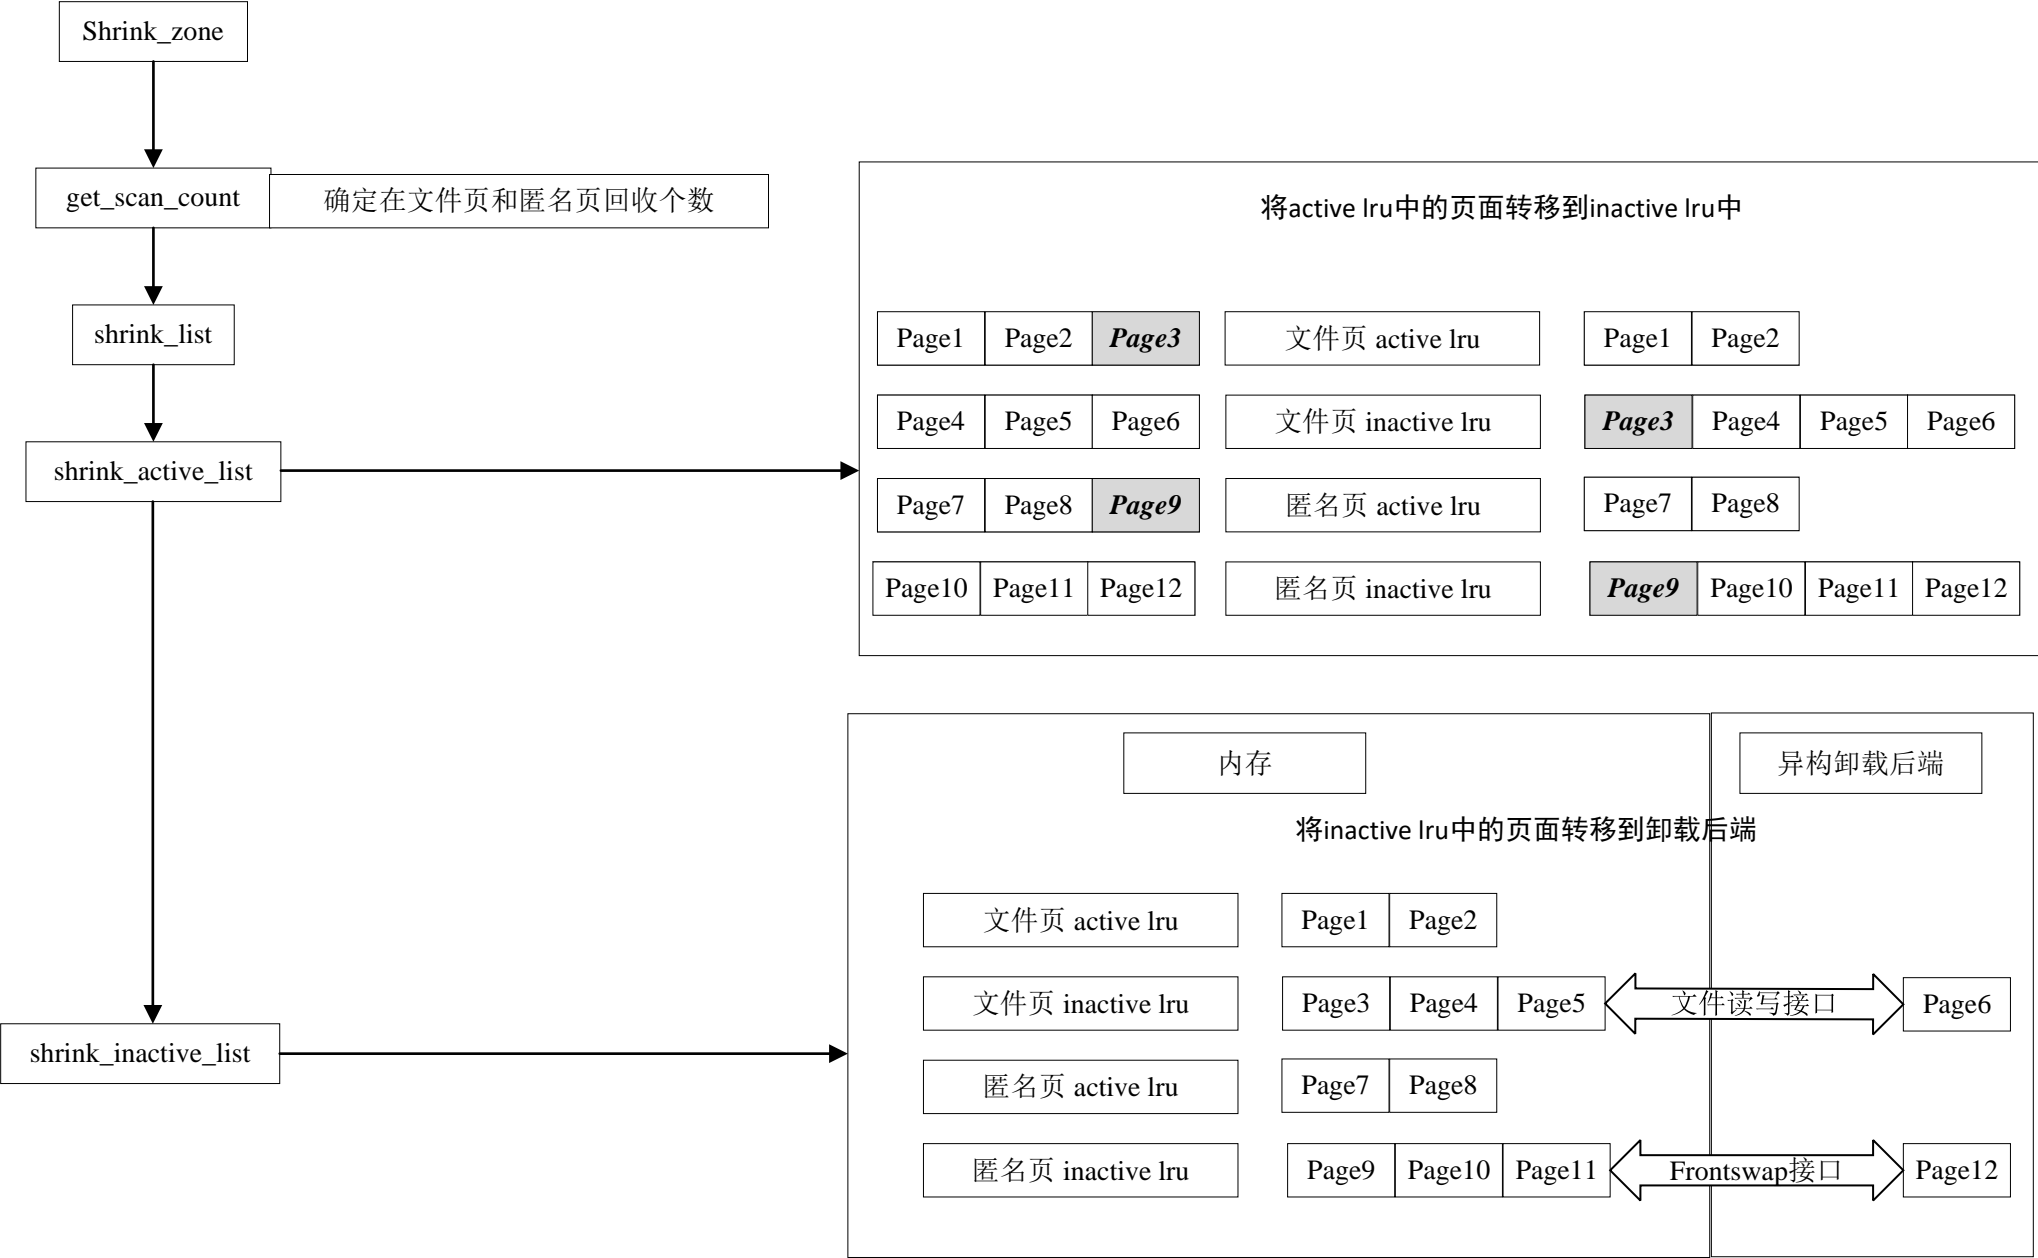 Shrink_zone
get_scan_count
确定在文件页和匿名页回收个数
shrink_list
shrink_active_list
shrink_inactive_list
将active lru中的页面转移到inactive lru中
Page1 Page2 Page3 文件页 active lru Page1 Page2
Page4 Page5 Page6 文件页 inactive lru Page3 Page4 Page5 Page6
Page7 Page8 Page9 匿名页 active lru Page7 Page8
Page10 Page11 Page12 匿名页 inactive lru Page9 Page10 Page11 Page12
内存 异构卸载后端
将inactive lru中的页面转移到卸载后端
文件页 active lru Page1 Page2
文件页 inactive lru Page3 Page4 Page5 文件读写接口 Page6
匿名页 active lru Page7 Page8
匿名页 inactive lru Page9 Page10 Page11 Frontswap接口 Page12